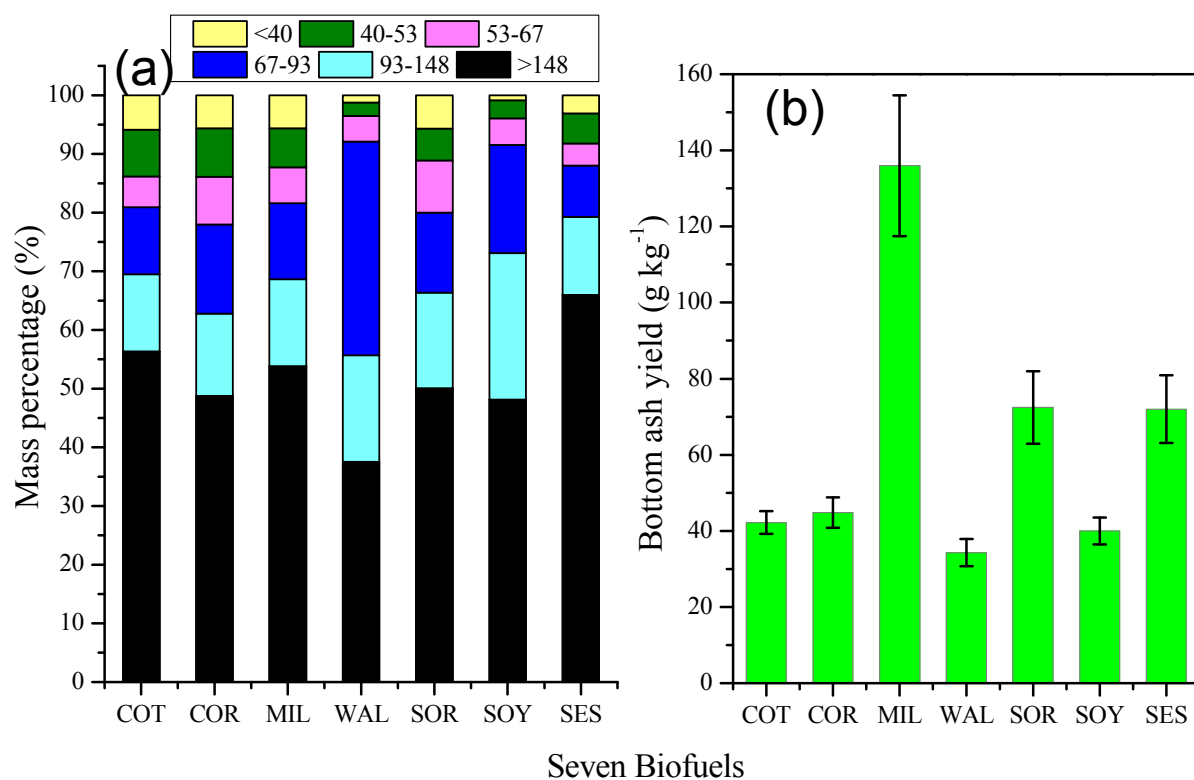 <40 40-53 53-67
67-93 93-148 >148
(a)
Mass percentage (%)
100
90
80
70
60
50
40
30
20
10
0
COT COR MIL WAL SOR SOY SES
(b)
Bottom ash yield (g kg⁻¹)
160
140
120
100
80
60
40
20
0
COT COR MIL WAL SOR SOY SES
Seven Biofuels